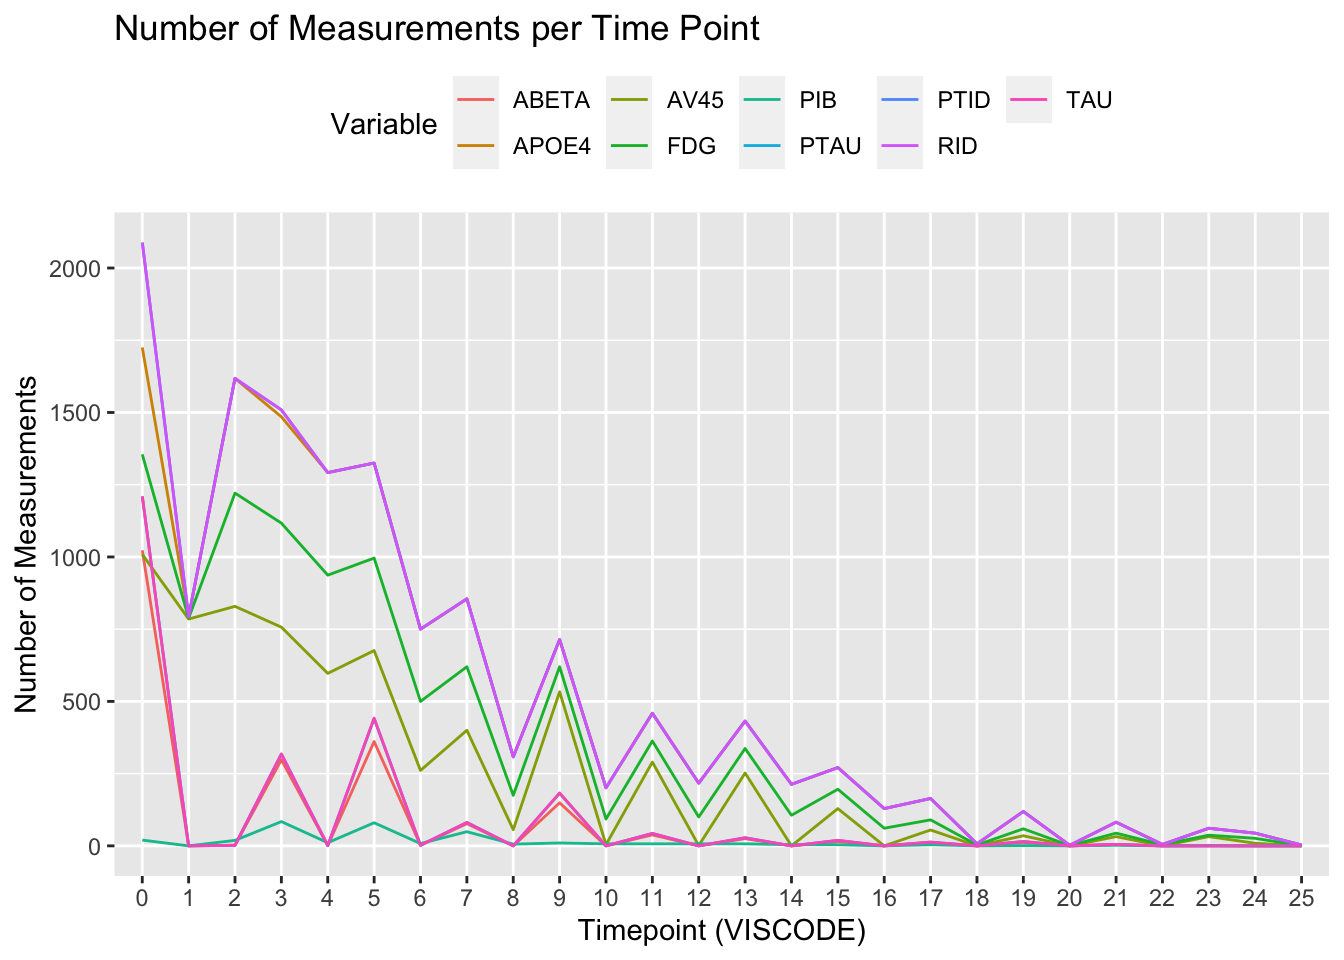 Number of Measurements per Time Point
Variable
ABETA AV45 PIB PTID TAU
APOE4 FDG PTAU RID
Number of Measurements
2000
1500
1000
500
0
0 1 2 3 4 5 6 7 8 9 10 11 12 13 14 15 16 17 18 19 20 21 22 23 24 25
Timepoint (VISCODE)